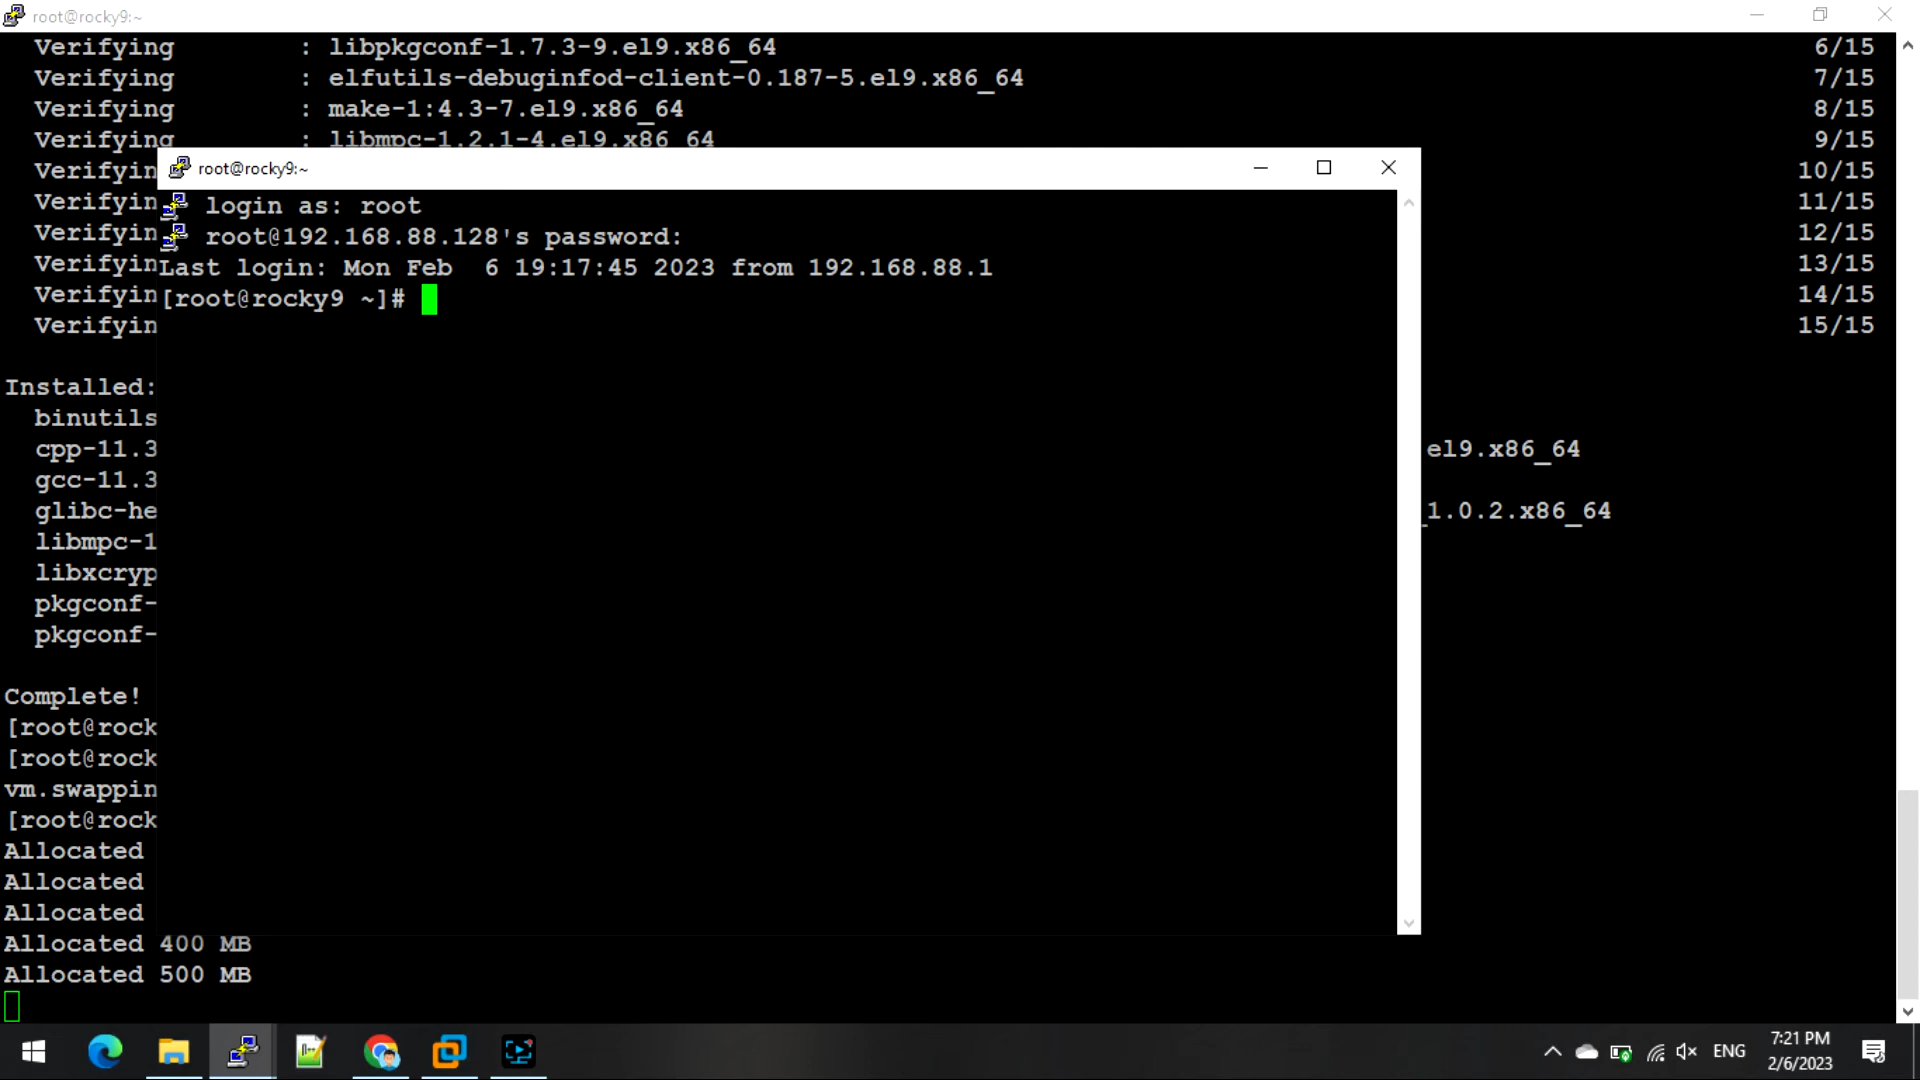 root@rocky9:~
Verifying : libpkgconf-1.7.3-9.el9.x86_64 6/15
Verifying : elfutils-debuginfod-client-0.187-5.el9.x86_64 7/15
Verifying : make-1:4.3-7.el9.x86_64 8/15
Verifying : libmpc-1.2.1-4.el9.x86_64 9/15
Verifyin 10/15
Verifyin 11/15
Verifyin 12/15
Verifyin 13/15
Verifyin 14/15
Verifyin 15/15
Installed:
binutils
cpp-11.3 el9.x86_64
gcc-11.3
glibc-he _1.0.2.x86_64
libmpc-1
libxcryp
pkgconf-
pkgconf-
Complete!
[root@rock
[root@rock
vm.swappin
[root@rock
Allocated
Allocated
Allocated
Allocated 400 MB
Allocated 500 MB
root@rocky9:~
login as: root
root@192.168.88.128's password:
Last login: Mon Feb  6 19:17:45 2023 from 192.168.88.1
[root@rocky9 ~]#
ENG
7:21 PM
2/6/2023